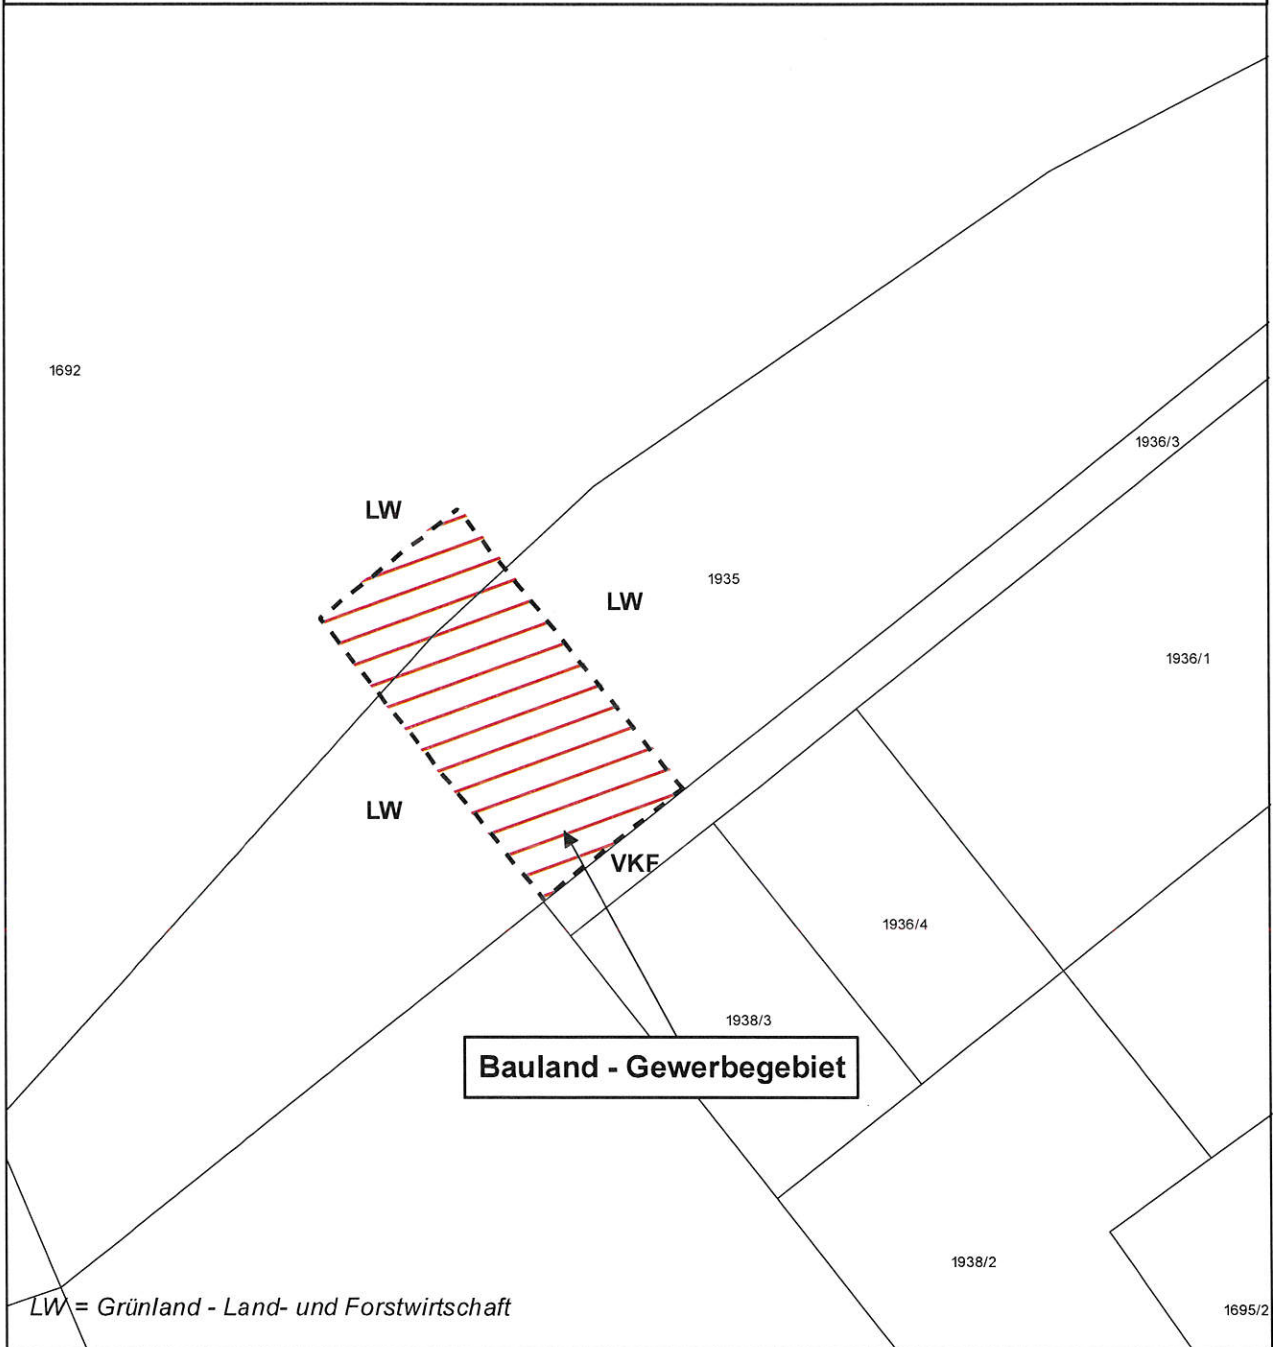 1692
1936/3
LW
1935
LW
1936/1
LW
VKF
1936/4
1938/3
Bauland - Gewerbegebiet
1938/2
LW = Grünland - Land- und Forstwirtschaft
1695/2